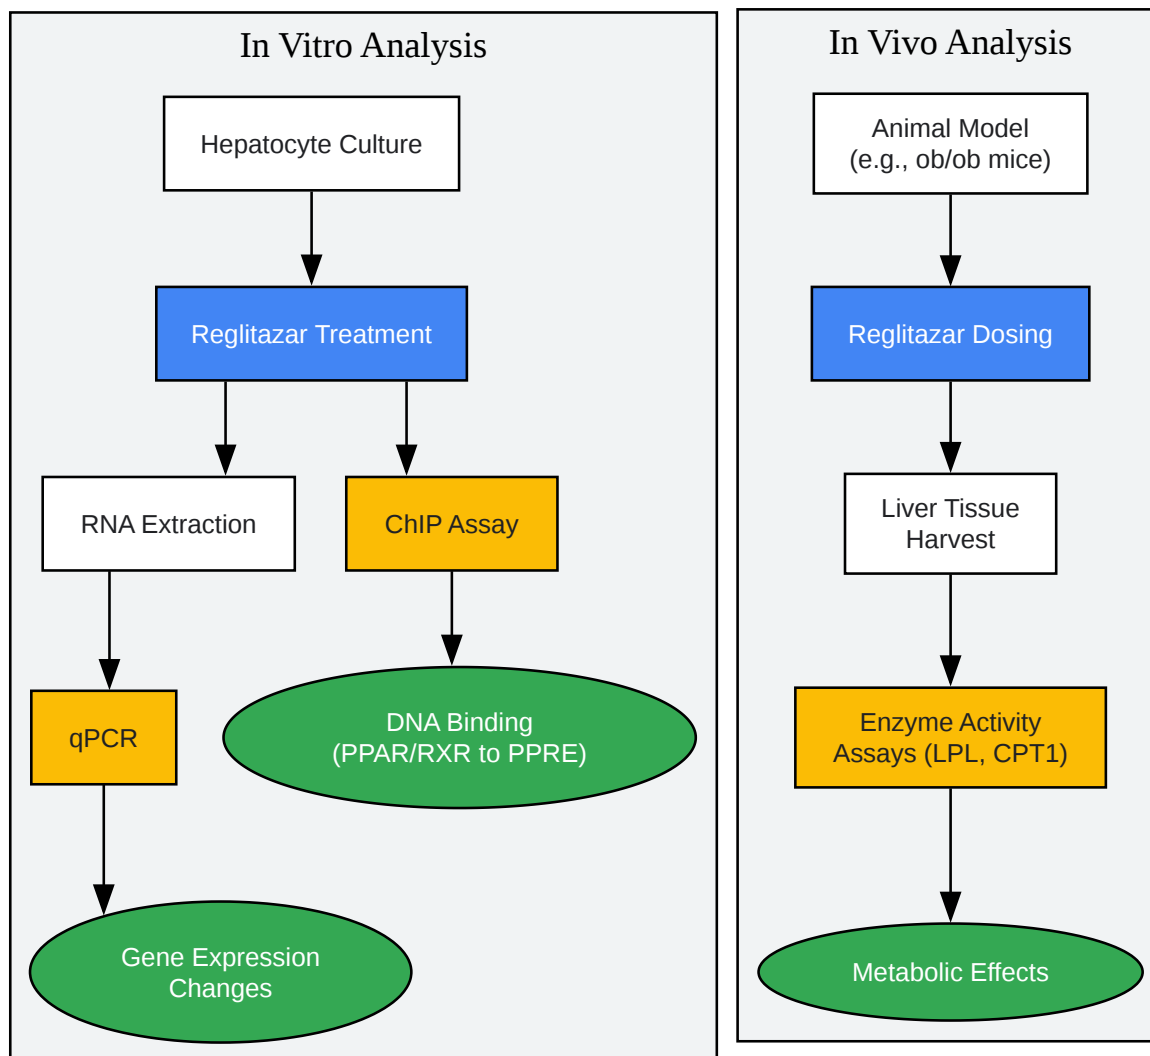 In Vitro Analysis
Hepatocyte Culture
Reglitazar Treatment
RNA Extraction
ChIP Assay
qPCR
DNA Binding
(PPAR/RXR to PPRE)
Gene Expression
Changes
In Vivo Analysis
Animal Model
(e.g., ob/ob mice)
Reglitazar Dosing
Liver Tissue
Harvest
Enzyme Activity
Assays (LPL, CPT1)
Metabolic Effects